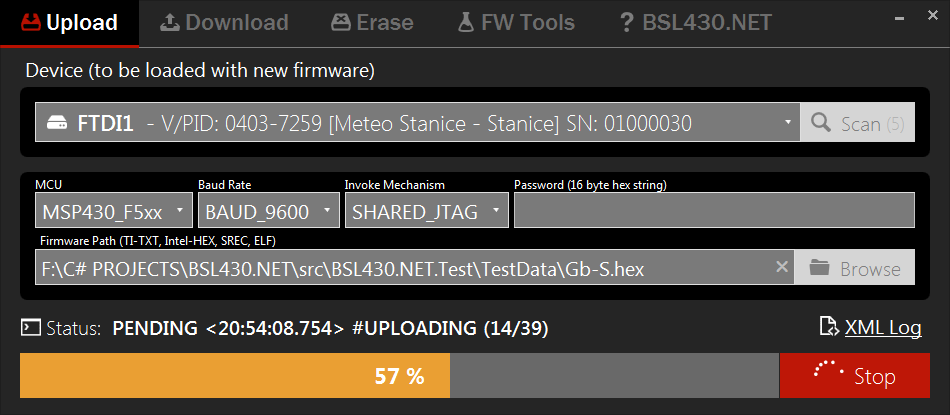 Upload Download Erase FW Tools ? BSL430.NET
Device (to be loaded with new firmware)
FTDI1 - V/PID: 0403-7259 [Meteo Stanice - Stanice] SN: 01000030 Scan (5)
MCU Baud Rate Invoke Mechanism Password (16 byte hex string)
MSP430_F5xx BAUD_9600 SHARED_JTAG
Firmware Path (TI-TXT, Intel-HEX, SREC, ELF)
F:\C# PROJECTS\BSL430.NET\src\BSL430.NET.Test\TestData\Gb-S.hex Browse
Status: PENDING <20:54:08.754> #UPLOADING (14/39) XML Log
57 % Stop